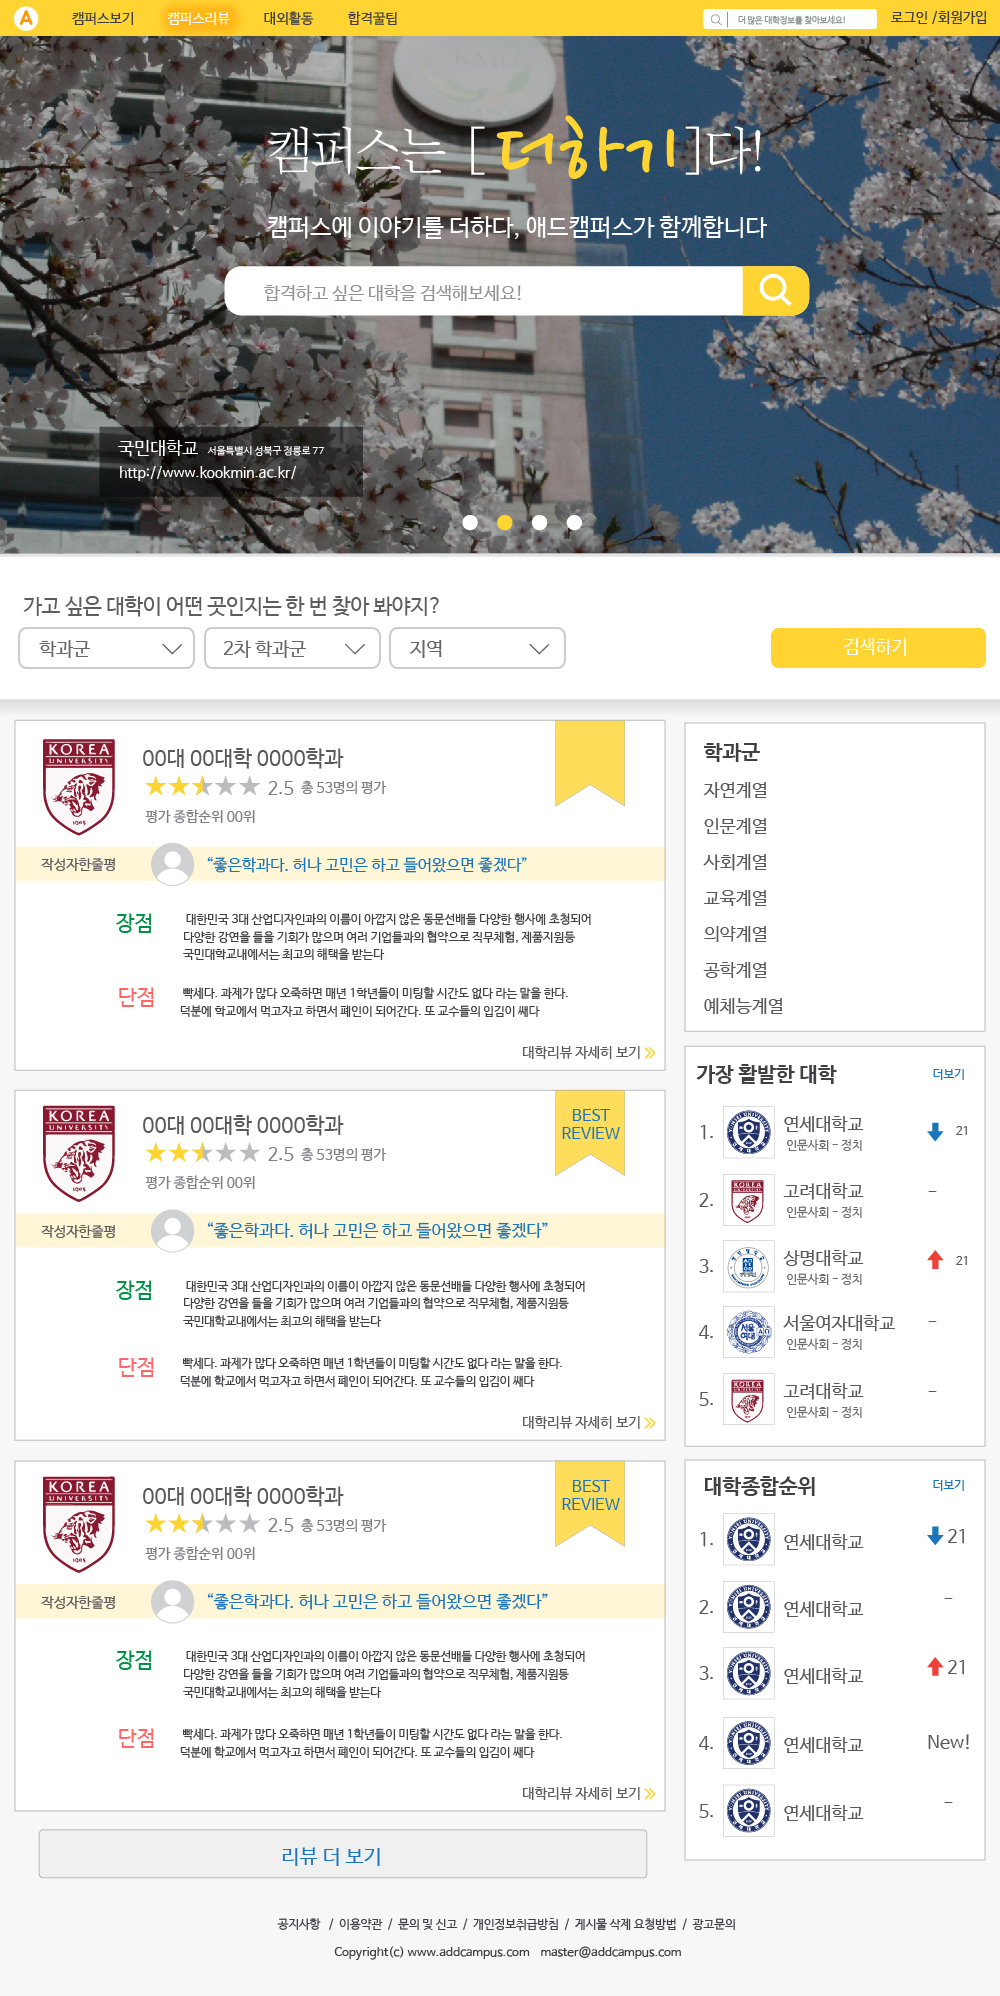 A 캠퍼스보기 캠퍼스리뷰 대외활동 합격꿀팁 더 많은 대학정보를 찾아보세요! 로그인 /회원가입
캠퍼스는 [더하기]다!
캠퍼스에 이야기를 더하다, 애드캠퍼스가 함께합니다
합격하고 싶은 대학을 검색해보세요!
국민대학교 서울특별시 성북구 정릉로 77
http://www.kookmin.ac.kr/
가고 싶은 대학이 어떤 곳인지는 한 번 찾아 봐야지?
학과군 2차 학과군 지역 검색하기
KOREA
UNIVERSITY
1905
00대 00대학 0000학과
2.5 총 53명의 평가
평가 종합순위 00위
작성자한줄평 “좋은학과다. 허나 고민은 하고 들어왔으면 좋겠다”
장점 대한민국 3대 산업디자인과의 이름이 아깝지 않은 동문선배들 다양한 행사에 초청되어
다양한 강연을 들을 기회가 많으며 여러 기업들과의 협약으로 직무체험, 제품지원등
국민대학교내에서는 최고의 해택을 받는다
단점 빡세다. 과제가 많다 오죽하면 매년 1학년들이 미팅할 시간도 없다 라는 말을 한다.
덕분에 학교에서 먹고자고 하면서 폐인이 되어간다. 또 교수들의 입김이 쌔다
대학리뷰 자세히 보기
KOREA
UNIVERSITY
1905
00대 00대학 0000학과
2.5 총 53명의 평가
평가 종합순위 00위
BEST
REVIEW
작성자한줄평 “좋은학과다. 허나 고민은 하고 들어왔으면 좋겠다”
장점 대한민국 3대 산업디자인과의 이름이 아깝지 않은 동문선배들 다양한 행사에 초청되어
다양한 강연을 들을 기회가 많으며 여러 기업들과의 협약으로 직무체험, 제품지원등
국민대학교내에서는 최고의 해택을 받는다
단점 빡세다. 과제가 많다 오죽하면 매년 1학년들이 미팅할 시간도 없다 라는 말을 한다.
덕분에 학교에서 먹고자고 하면서 폐인이 되어간다. 또 교수들의 입김이 쌔다
대학리뷰 자세히 보기
KOREA
UNIVERSITY
1905
00대 00대학 0000학과
2.5 총 53명의 평가
평가 종합순위 00위
BEST
REVIEW
작성자한줄평 “좋은학과다. 허나 고민은 하고 들어왔으면 좋겠다”
장점 대한민국 3대 산업디자인과의 이름이 아깝지 않은 동문선배들 다양한 행사에 초청되어
다양한 강연을 들을 기회가 많으며 여러 기업들과의 협약으로 직무체험, 제품지원등
국민대학교내에서는 최고의 해택을 받는다
단점 빡세다. 과제가 많다 오죽하면 매년 1학년들이 미팅할 시간도 없다 라는 말을 한다.
덕분에 학교에서 먹고자고 하면서 폐인이 되어간다. 또 교수들의 입김이 쌔다
대학리뷰 자세히 보기
리뷰 더 보기
학과군
자연계열
인문계열
사회계열
교육계열
의약계열
공학계열
예체능계열
가장 활발한 대학 더보기
1. 연세대학교 21
인문사회 - 정치
2. 고려대학교 -
인문사회 - 정치
3. 상명대학교 21
인문사회 - 정치
4. 서울여자대학교 -
인문사회 - 정치
5. 고려대학교 -
인문사회 - 정치
대학종합순위 더보기
1. 연세대학교 21
2. 연세대학교 -
3. 연세대학교 21
4. 연세대학교 New!
5. 연세대학교 -
공지사항 / 이용약관 / 문의 및 신고 / 개인정보취급방침 / 게시물 삭제 요청방법 / 광고문의
Copyright(c) www.addcampus.com master@addcampus.com